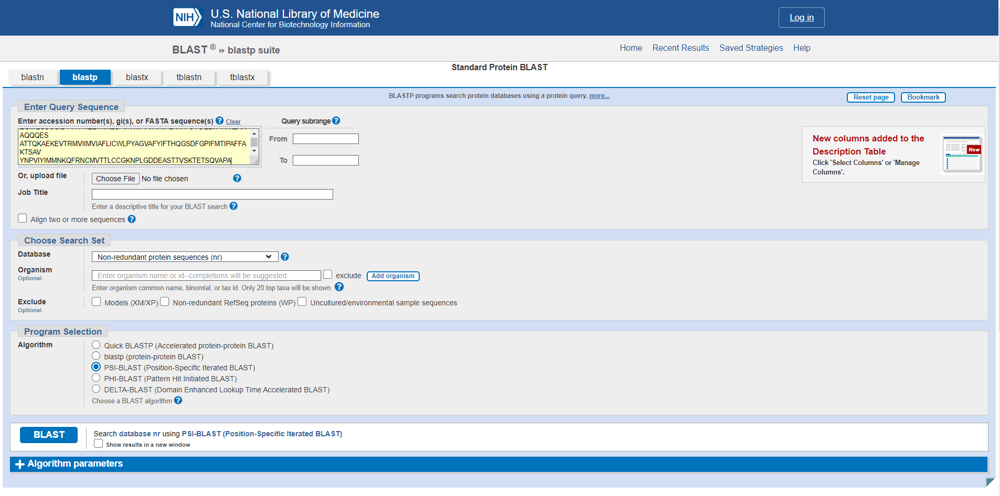 NIH
U.S. National Library of Medicine
National Center for Biotechnology Information
Log in
BLAST ® » blastp suite
Home Recent Results Saved Strategies Help
Standard Protein BLAST
blastn blastp blastx tblastn tblastx
BLASTP programs search protein databases using a protein query. more...
Reset page Bookmark
Enter Query Sequence
Enter accession number(s), gi(s), or FASTA sequence(s) ? Clear
Query subrange ?
AQQQES
ATTQKAEKEVTRMVIIMVIAFLICWLPYAGVAFYIFTHQGSDFGPIFMTIPAFFA
KTSAV
YNPVIYIMMNKQFRNCMVTTLCCGKNPLGDDEASTTVSKTETSQVAPA
From
To
New columns added to the
Description Table
Click 'Select Columns' or 'Manage
Columns'.
New
Or, upload file
Choose File No file chosen ?
Job Title
Enter a descriptive title for your BLAST search ?
Align two or more sequences ?
Choose Search Set
Database
Non-redundant protein sequences (nr) ?
Organism
Optional
Enter organism name or id--completions will be suggested
exclude Add organism
Enter organism common name, binomial, or tax id. Only 20 top taxa will be shown. ?
Exclude
Optional
Models (XM/XP) Non-redundant RefSeq proteins (WP) Uncultured/environmental sample sequences
Program Selection
Algorithm
Quick BLASTP (Accelerated protein-protein BLAST)
blastp (protein-protein BLAST)
PSI-BLAST (Position-Specific Iterated BLAST)
PHI-BLAST (Pattern Hit Initiated BLAST)
DELTA-BLAST (Domain Enhanced Lookup Time Accelerated BLAST)
Choose a BLAST algorithm ?
BLAST
Search database nr using PSI-BLAST (Position-Specific Iterated BLAST)
Show results in a new window
+ Algorithm parameters